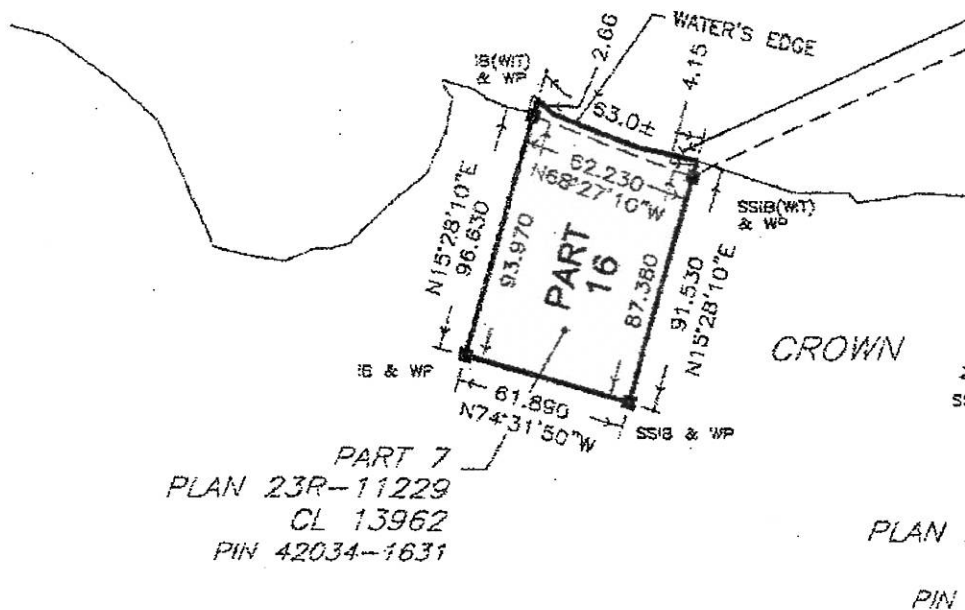 WATER'S EDGE
2.66
4.15
IB(WIT)
& WP
63.0±
62.230
N68°27'10"W
SSIB(WIT)
& WP
N15°28'10"E
96.630
93.970
PART
16
87.380
91.530
N15°28'10"E
CROWN
IB & WP
61.890
N74°31'50"W
SSIB & WP
PART 7
PLAN 23R-11229
CL 13962
PIN 42034-1631
PLAN
PIN